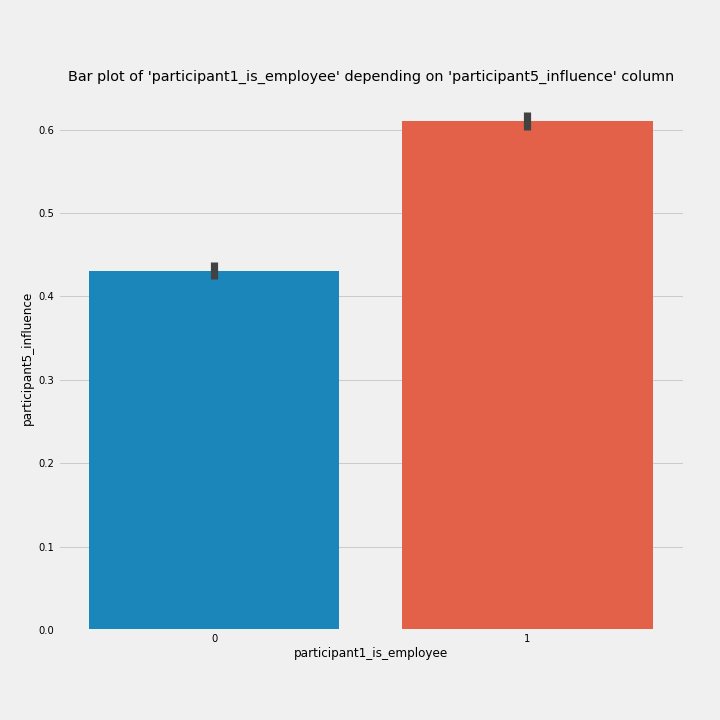 Bar plot of 'participant1_is_employee' depending on 'participant5_influence' column
0.6
0.5
0.4
0.3
0.2
0.1
0.0
participant5_influence
0 1
participant1_is_employee